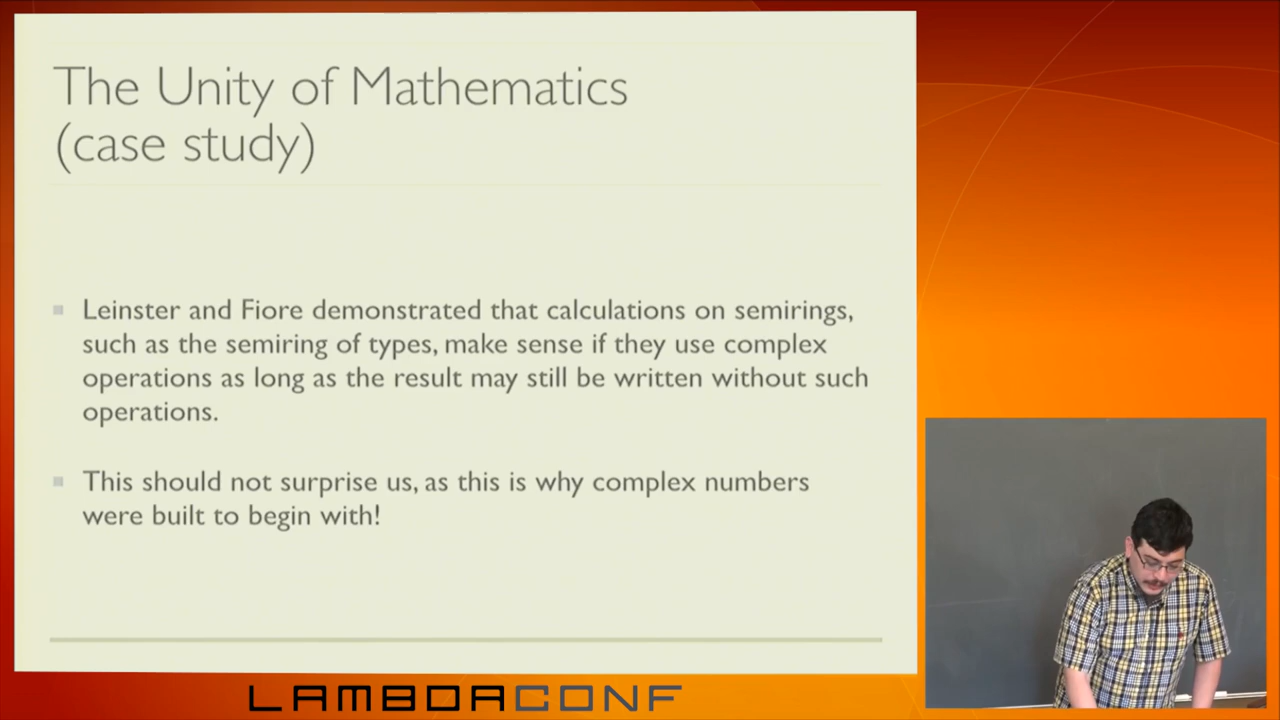 The Unity of Mathematics
(case study)
Leinster and Fiore demonstrated that calculations on semirings,
such as the semiring of types, make sense if they use complex
operations as long as the result may still be written without such
operations.
This should not surprise us, as this is why complex numbers
were built to begin with!
LAMBDACONF